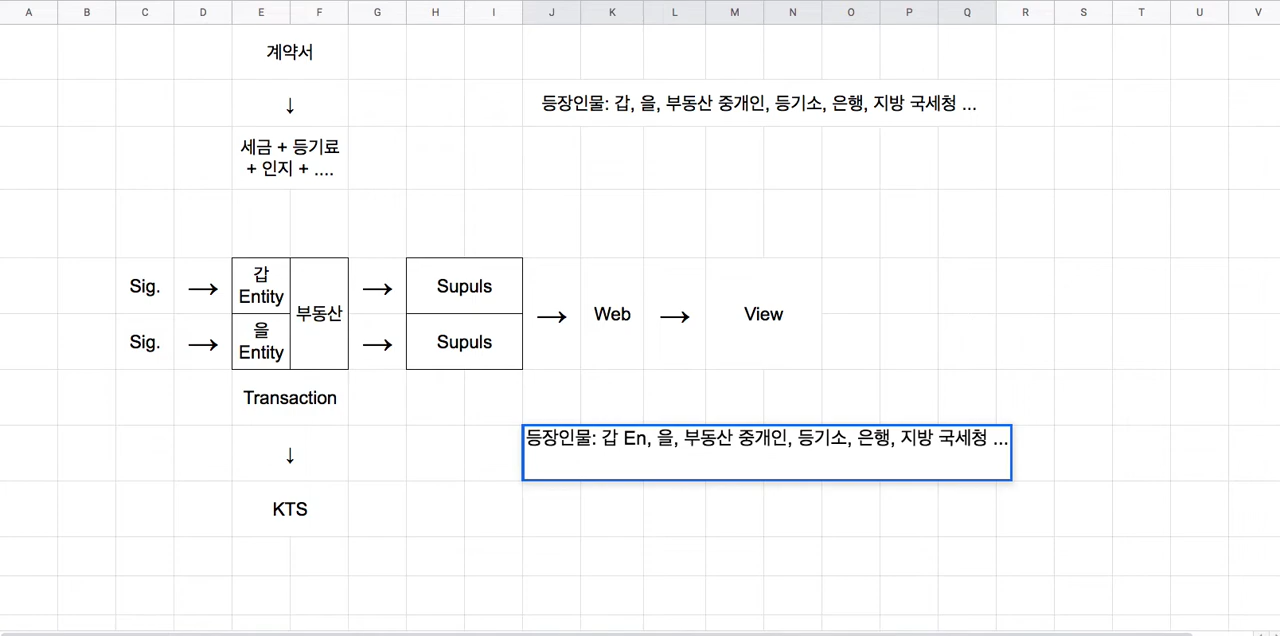 A B C D E F G H I J K L M N O P Q R S T U V
계약서
↓
등장인물: 갑, 을, 부동산 중개인, 등기소, 은행, 지방 국세청 ...
세금 + 등기료
+ 인지 + ....
Sig. → 갑 Entity 부동산 → Supuls
→ Web → View
Sig. → 을 Entity → Supuls
Transaction
등장인물: 갑 En, 을, 부동산 중개인, 등기소, 은행, 지방 국세청 ...
↓
KTS